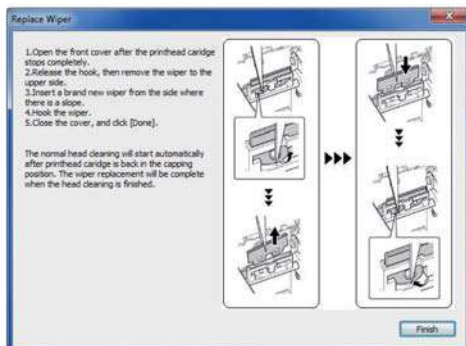 Replace Wiper
1.Open the front cover after the printhead caridge
stops completely.
2.Release the hook, then remove the wiper to the
upper side.
3.Insert a brand new wiper from the side where
there is a slope.
4.Hook the wiper.
5.Close the cover, and click [Done].
The normal head cleaning will start automatically
after printhead caridge is back in the capping
position. The wiper replacement will be complete
when the head cleaning is finished.
Finish